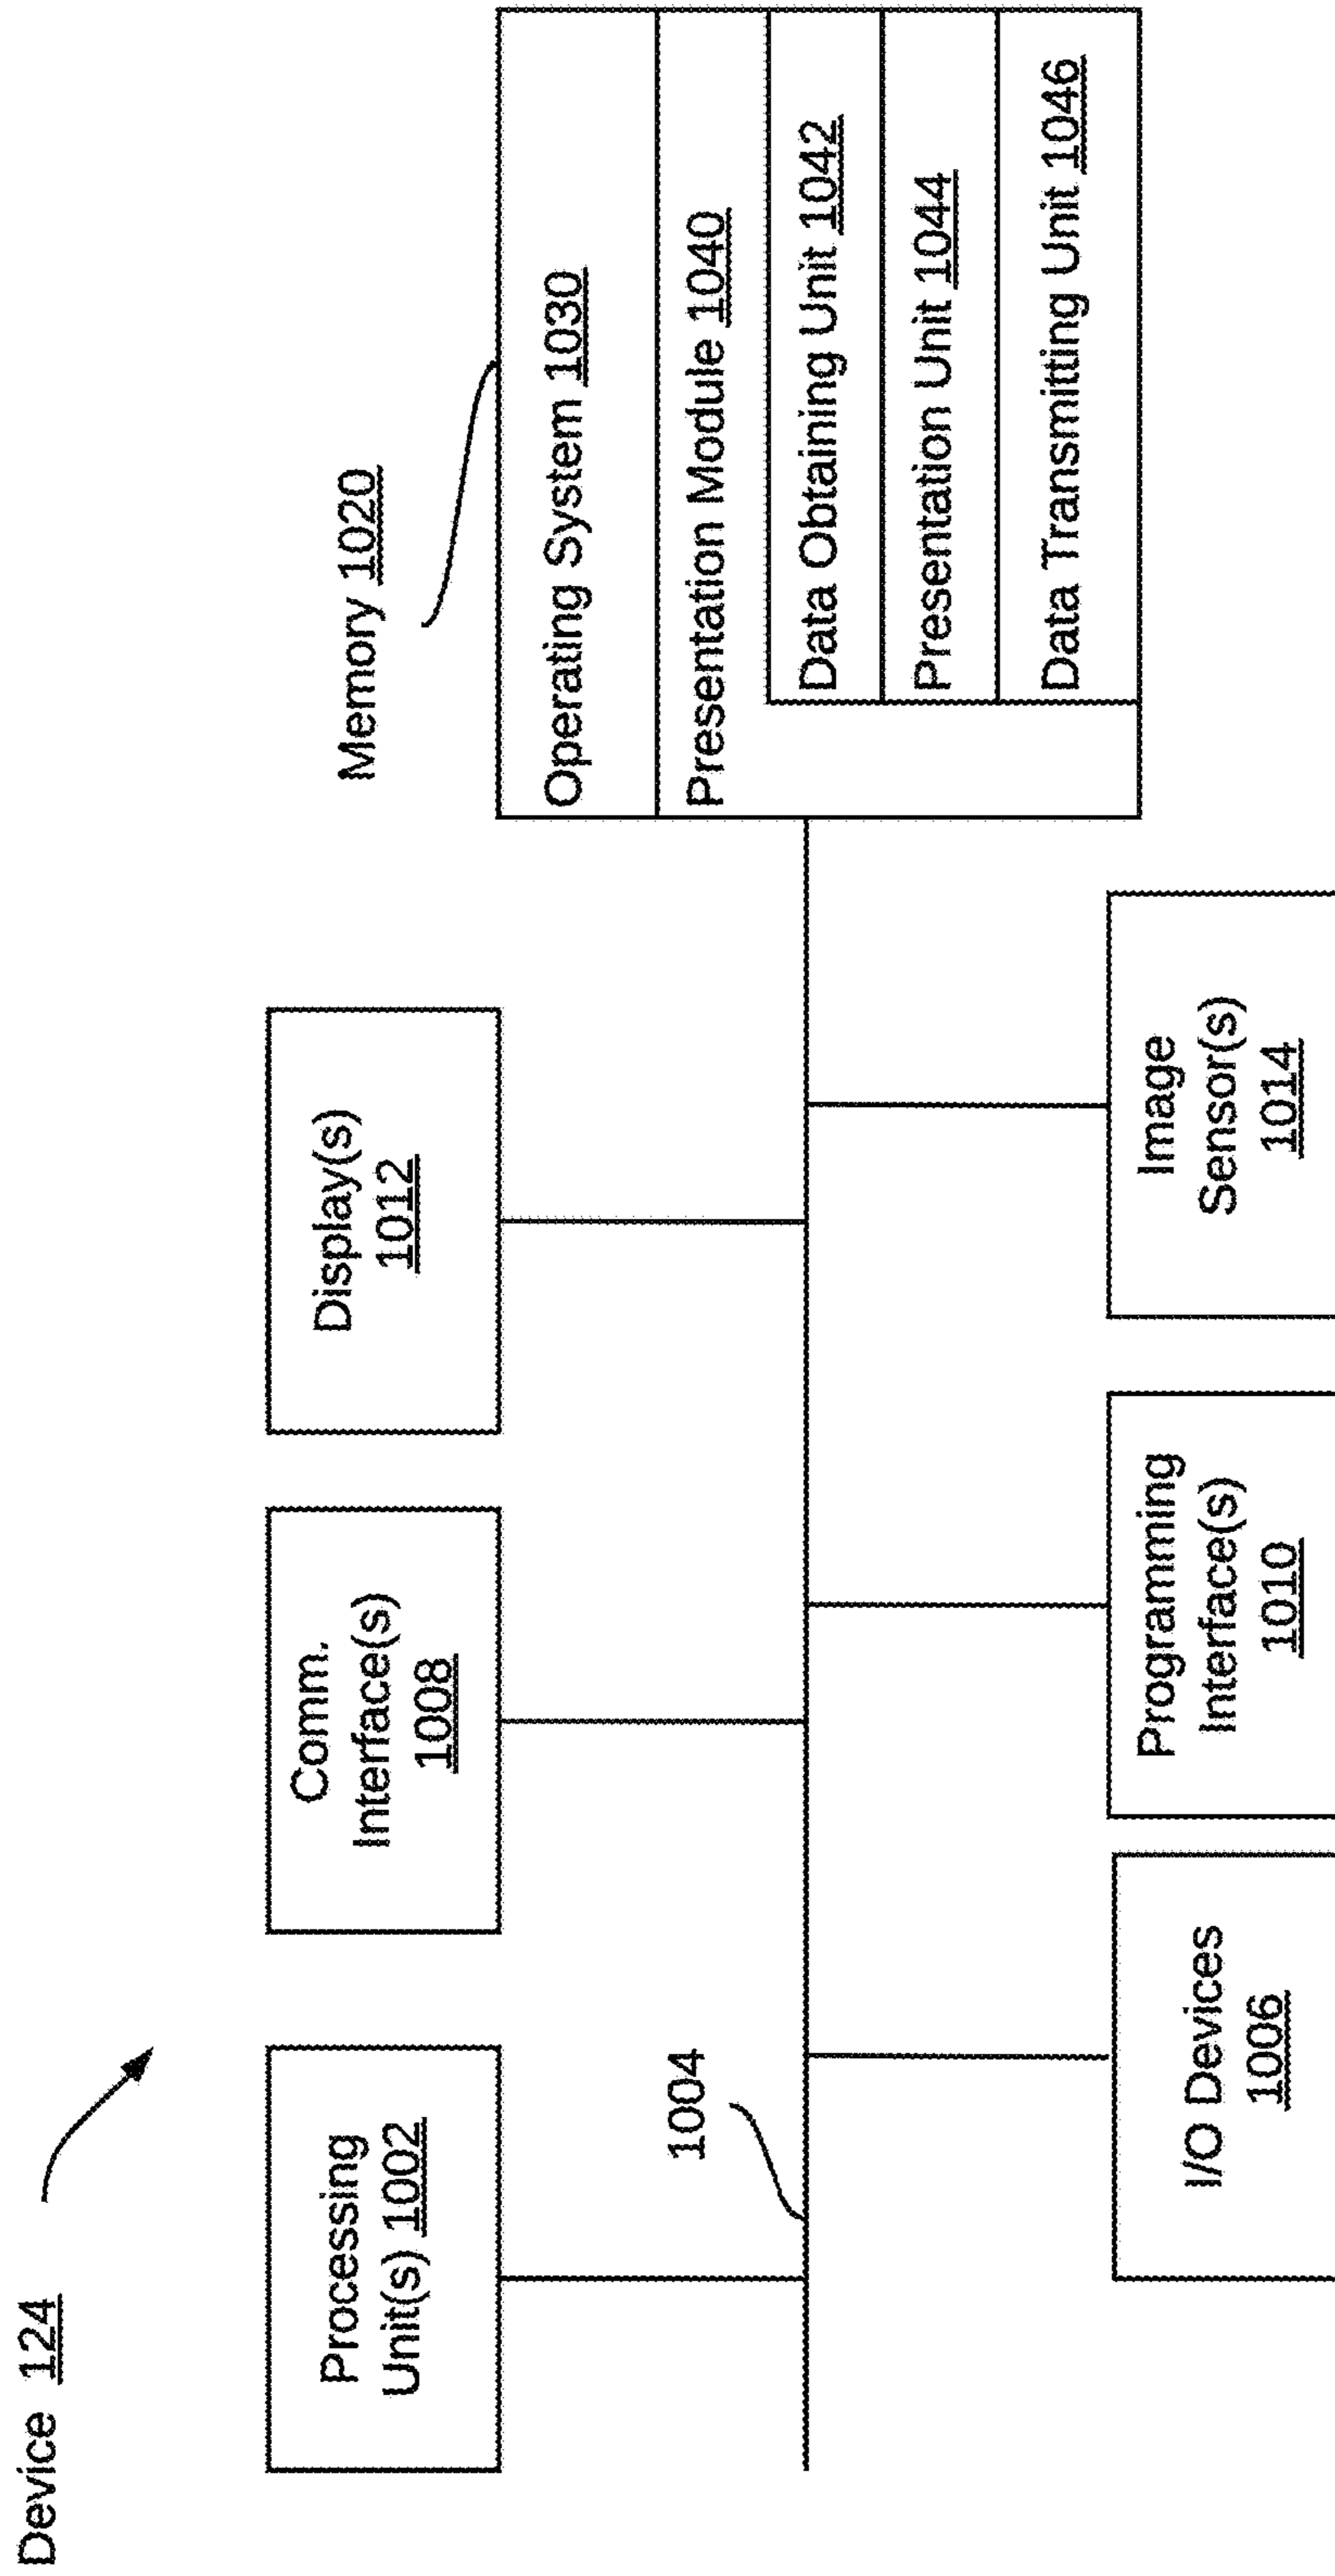 Device 124
Processing
Unit(s) 1002
Comm.
Interface(s)
1008
Display(s)
1012
Memory 1020
Operating System 1030
Presentation Module 1040
Data Obtaining Unit 1042
Presentation Unit 1044
Data Transmitting Unit 1046
1004
I/O Devices
1006
Programming
Interface(s)
1010
Image
Sensor(s)
1014